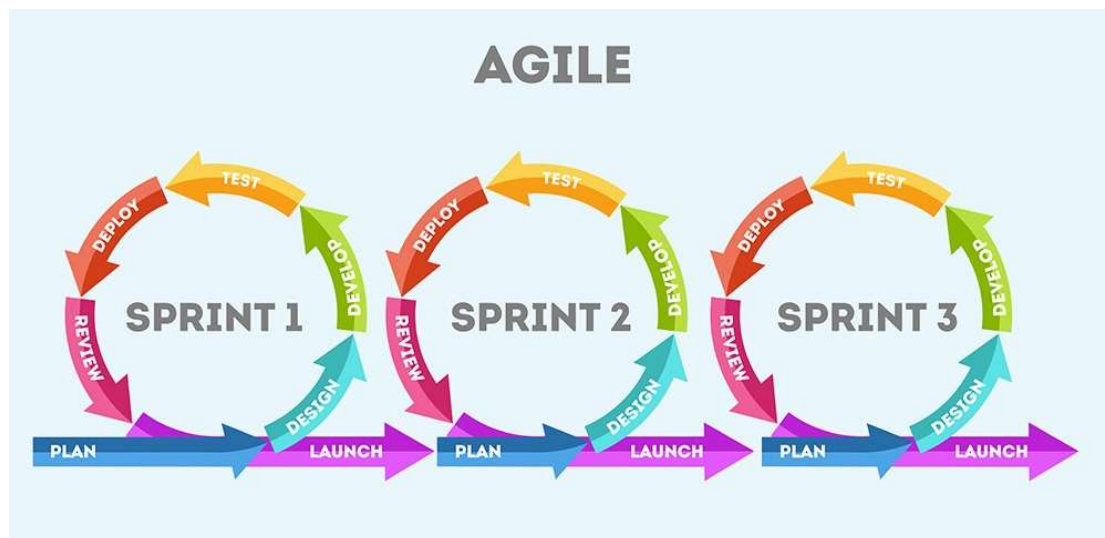 AGILE
TEST
DEPLOY
DEVELOP
SPRINT 1
REVIEW
DESIGN
PLAN
LAUNCH
TEST
DEPLOY
DEVELOP
SPRINT 2
REVIEW
DESIGN
PLAN
LAUNCH
TEST
DEPLOY
DEVELOP
SPRINT 3
REVIEW
DESIGN
PLAN
LAUNCH